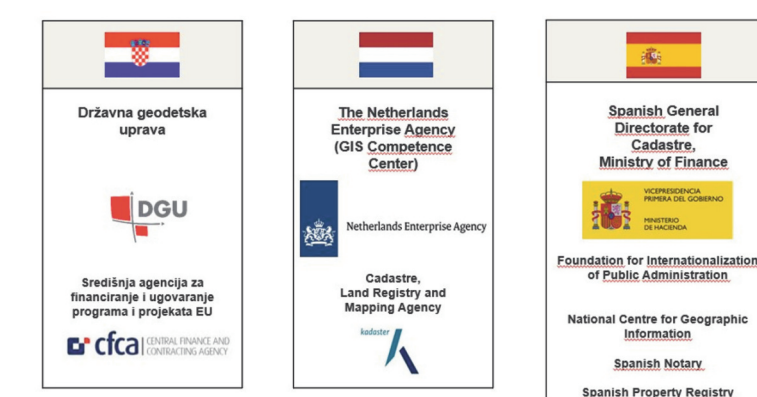 Državna geodetska
uprava
DGU
Središnja agencija za
financiranje i ugovaranje
programa i projekata EU
cfca CENTRAL FINANCE AND
CONTRACTING AGENCY
The Netherlands
Enterprise Agency
(GIS Competence
Center)
Netherlands Enterprise Agency
Cadastre,
Land Registry and
Mapping Agency
kadaster
Spanish General
Directorate for
Cadastre,
Ministry of Finance
VICEPRESIDENCIA
PRIMERA DEL GOBIERNO
MINISTERIO
DE HACIENDA
Foundation for Internationalization
of Public Administration
National Centre for Geographic
Information
Spanish Notary
Spanish Property Registry